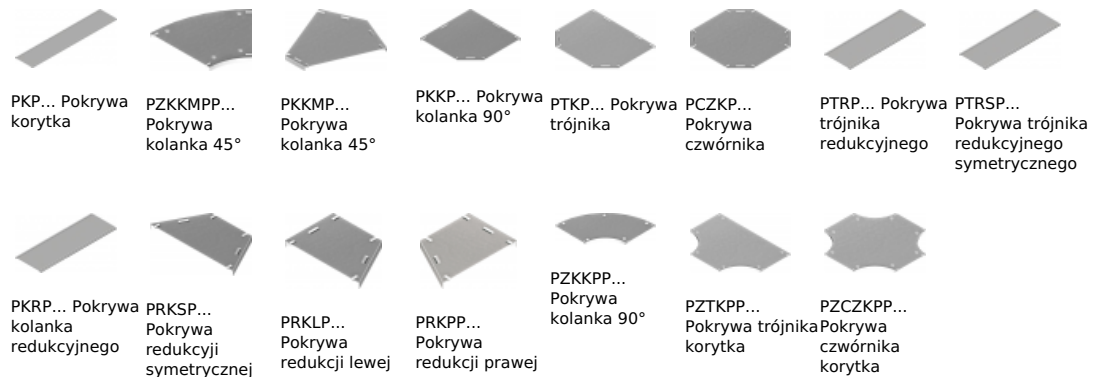 PKP... Pokrywa
korytka
PZKKMPP...
Pokrywa
kolanka 45°
PKKMP...
Pokrywa
kolanka 45°
PKKP... Pokrywa
kolanka 90°
PTKP... Pokrywa
trójnika
PCZKP...
Pokrywa
czwórnika
PTRP... Pokrywa
trójnika
redukcyjnego
PTRSP...
Pokrywa trójnika
redukcyjnego
symetrycznego
PKRP... Pokrywa
kolanka
redukcyjnego
PRKSP...
Pokrywa
redukcyji
symetrycznej
PRKLP...
Pokrywa
redukcji lewej
PRKPP...
Pokrywa
redukcji prawej
PZKKPP...
Pokrywa
kolanka 90°
PZTKPP...
Pokrywa trójnika
korytka
PZCZKPP...
Pokrywa
czwórnika
korytka